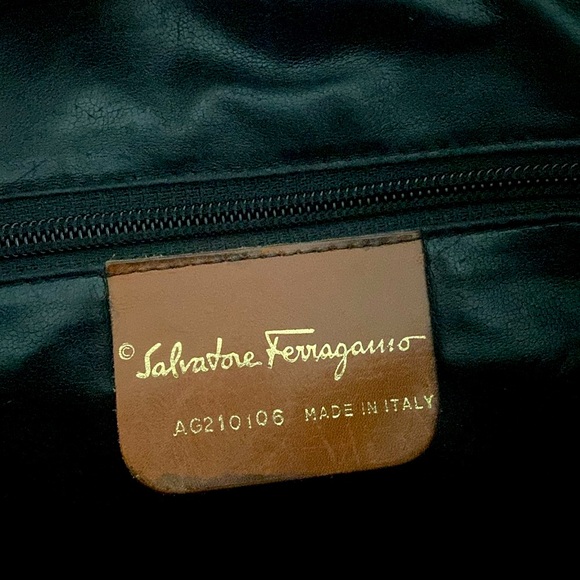 © Salvatore Ferragamo
AG210106 MADE IN ITALY